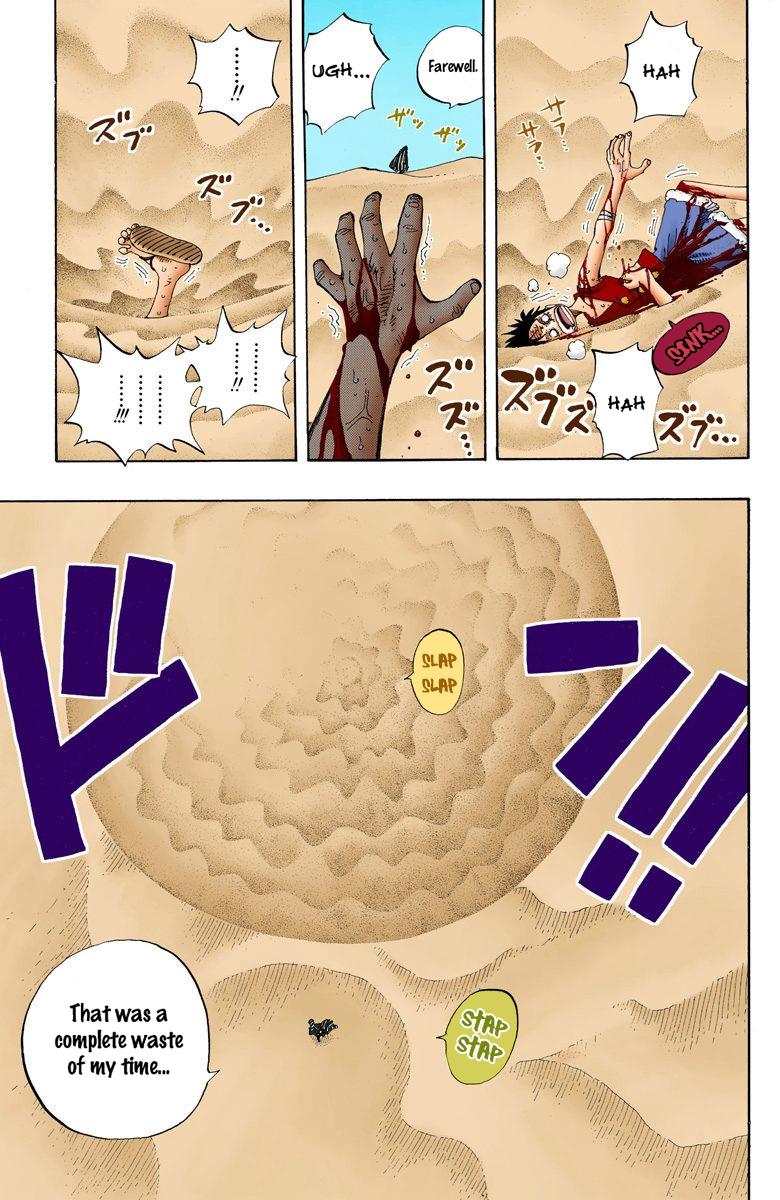 HAH
サラ…
サラ…
SINK...
HAH
ズブズ
ズブ…
Farewell.
UGH...
ザッ
ザッ
ズ
ズ…
………!!
ズブ
ズ
ブ…
………
………!!!
ドン!!!
SLAP
SLAP
STAP
STAP
That was a
complete waste
of my time...